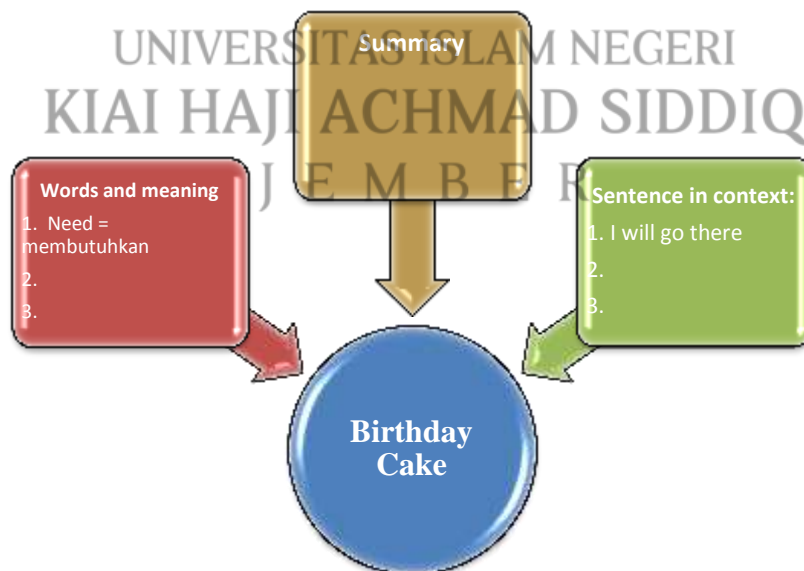 UNIVERSITAS ISLAM NEGERI
KIAI HAJI ACHMAD SIDDIQ
J E M B E R
Summary
Words and meaning
1. Need =
membutuhkan
2.
3.
Sentence in context:
1. I will go there
2.
3.
Birthday
Cake